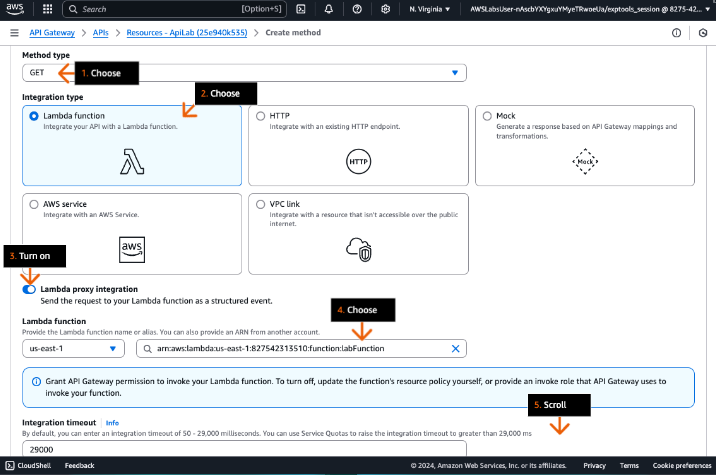 aws
Search
[Option+S]
N. Virginia
AWSLabsUser-nAscbYXYgxuYMyeTRwoeUa/exptools_session @ 8275-42...
API Gateway > APIs > Resources - ApiLab (25e940k535) > Create method
Method type
GET
1. Choose
Integration type
2. Choose
Lambda function
Integrate your API with a Lambda function.
HTTP
Integrate with an existing HTTP endpoint.
HTTP
Mock
Generate a response based on API Gateway mappings and
transformations.
Mock
AWS service
Integrate with an AWS Service.
aws
VPC link
Integrate with a resource that isn't accessible over the public
internet.
3. Turn on
Lambda proxy integration
Send the request to your Lambda function as a structured event.
4. Choose
Lambda function
Provide the Lambda function name or alias. You can also provide an ARN from another account.
us-east-1
arn:aws:lambda:us-east-1:827542313510:function:labFunction
Grant API Gateway permission to invoke your Lambda function. To turn off, update the function's resource policy yourself, or provide an invoke role that API Gateway uses to
invoke your function.
5. Scroll
Integration timeout Info
By default, you can enter an integration timeout of 50 - 29,000 milliseconds. You can use Service Quotas to raise the integration timeout to greater than 29,000 ms
29000
CloudShell Feedback
© 2024, Amazon Web Services, Inc. or its affiliates. Privacy Terms Cookie preferences